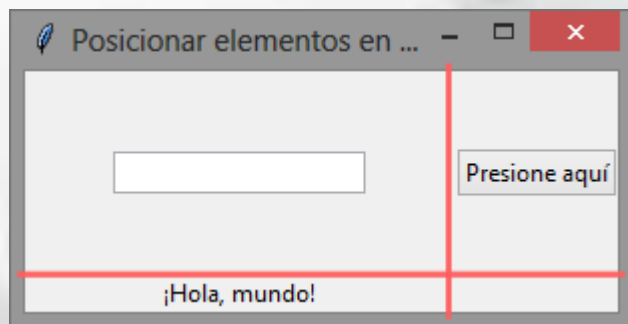 Posicionar elementos en ...
Presione aquí
¡Hola, mundo!